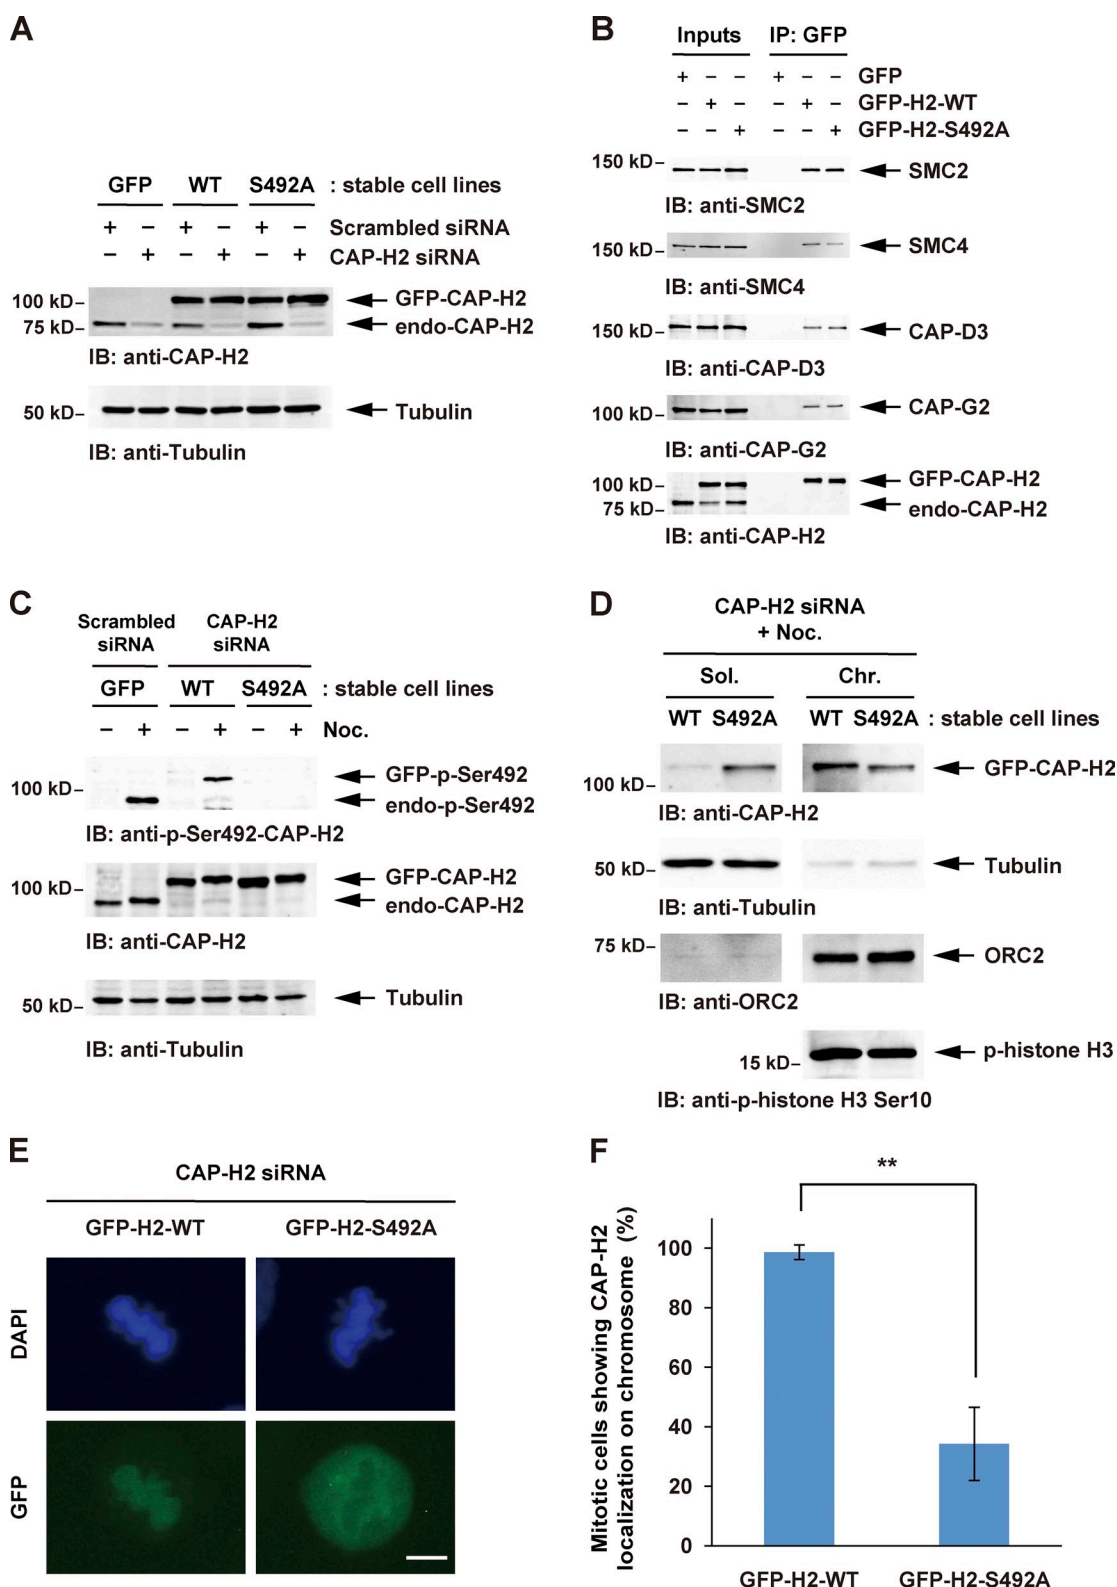 A
GFP WT S492A : stable cell lines
+ – + – + – Scrambled siRNA
– + – + – + CAP-H2 siRNA
100 kD– GFP-CAP-H2
75 kD– endo-CAP-H2
IB: anti-CAP-H2
50 kD– Tubulin
IB: anti-Tubulin
B
Inputs IP: GFP
+ – – + – – GFP
– + – – + – GFP-H2-WT
– – + – – + GFP-H2-S492A
150 kD– SMC2
IB: anti-SMC2
150 kD– SMC4
IB: anti-SMC4
150 kD– CAP-D3
IB: anti-CAP-D3
100 kD– CAP-G2
IB: anti-CAP-G2
100 kD– GFP-CAP-H2
75 kD– endo-CAP-H2
IB: anti-CAP-H2
C
Scrambled siRNA CAP-H2 siRNA
GFP WT S492A : stable cell lines
– + – + – + Noc.
GFP-p-Ser492
100 kD– endo-p-Ser492
IB: anti-p-Ser492-CAP-H2
100 kD– GFP-CAP-H2
endo-CAP-H2
IB: anti-CAP-H2
50 kD– Tubulin
IB: anti-Tubulin
D
CAP-H2 siRNA
+ Noc.
Sol. Chr.
WT S492A WT S492A : stable cell lines
100 kD– GFP-CAP-H2
IB: anti-CAP-H2
50 kD– Tubulin
IB: anti-Tubulin
75 kD– ORC2
IB: anti-ORC2
15 kD– p-histone H3
IB: anti-p-histone H3 Ser10
E
CAP-H2 siRNA
GFP-H2-WT GFP-H2-S492A
DAPI
GFP
F
**
Mitotic cells showing CAP-H2
localization on chromosome (%)
100
80
60
40
20
0
GFP-H2-WT GFP-H2-S492A